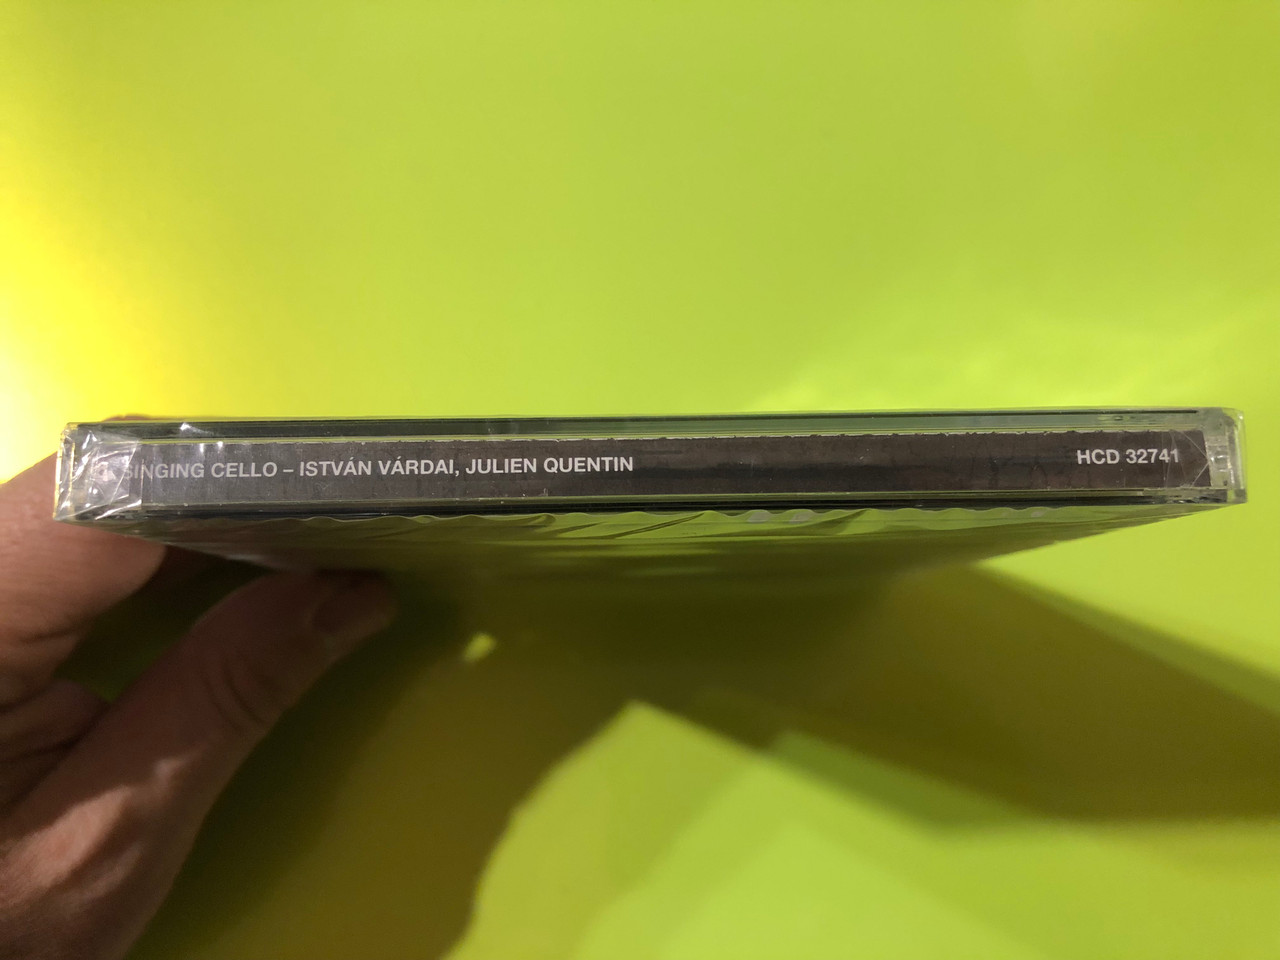 SINGING CELLO – ISTVÁN VÁRDAI, JULIEN QUENTIN
HCD 32741